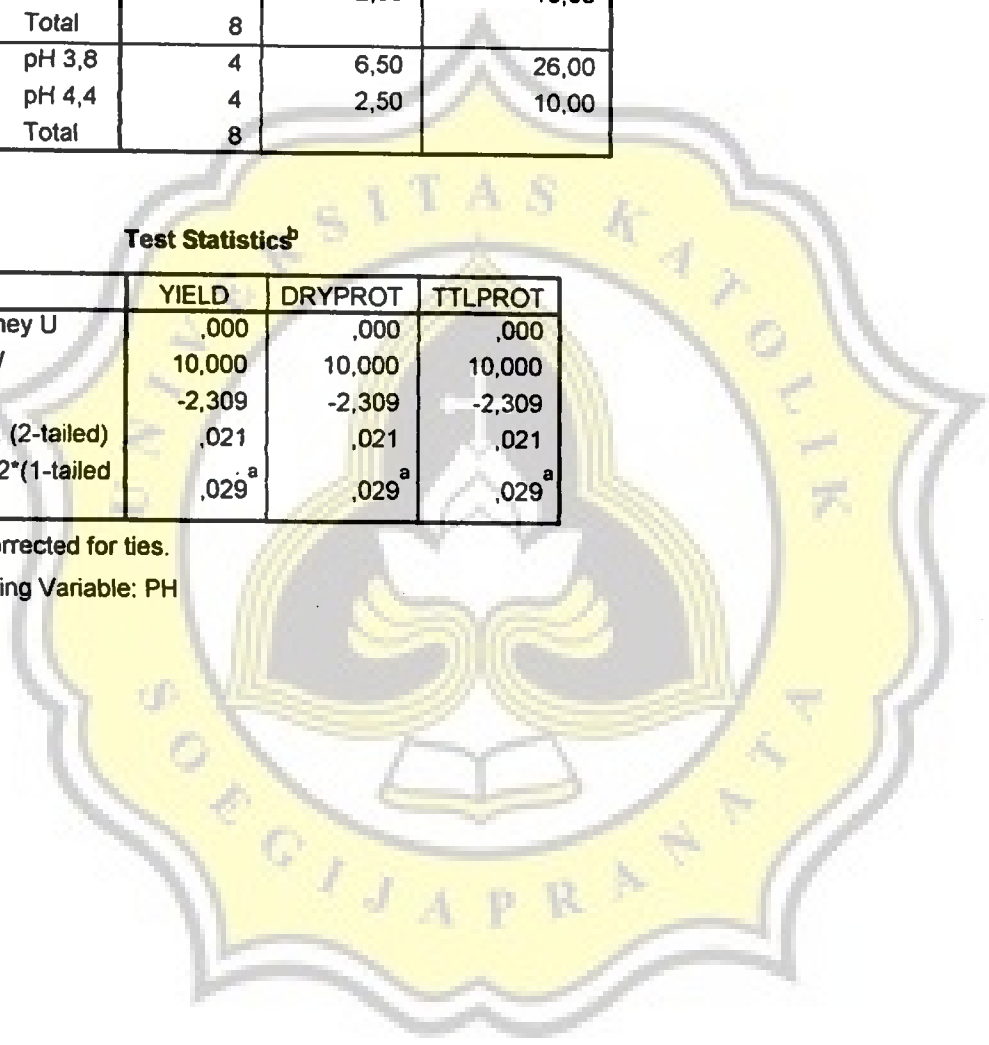 Total 8
pH 3,8 4 6,50 26,00
pH 4,4 4 2,50 10,00
Total 8
Test Statistics b
YIELD DRYPROT TTLPROT
ney U ,000 ,000 ,000
10,000 10,000 10,000
-2,309 -2,309 -2,309
(2-tailed) ,021 ,021 ,021
2*(1-tailed
,029 a ,029 a ,029 a
orrected for ties.
ing Variable: PH
UNIVERSITAS KATOLIK
SOEGIJAPRANATA